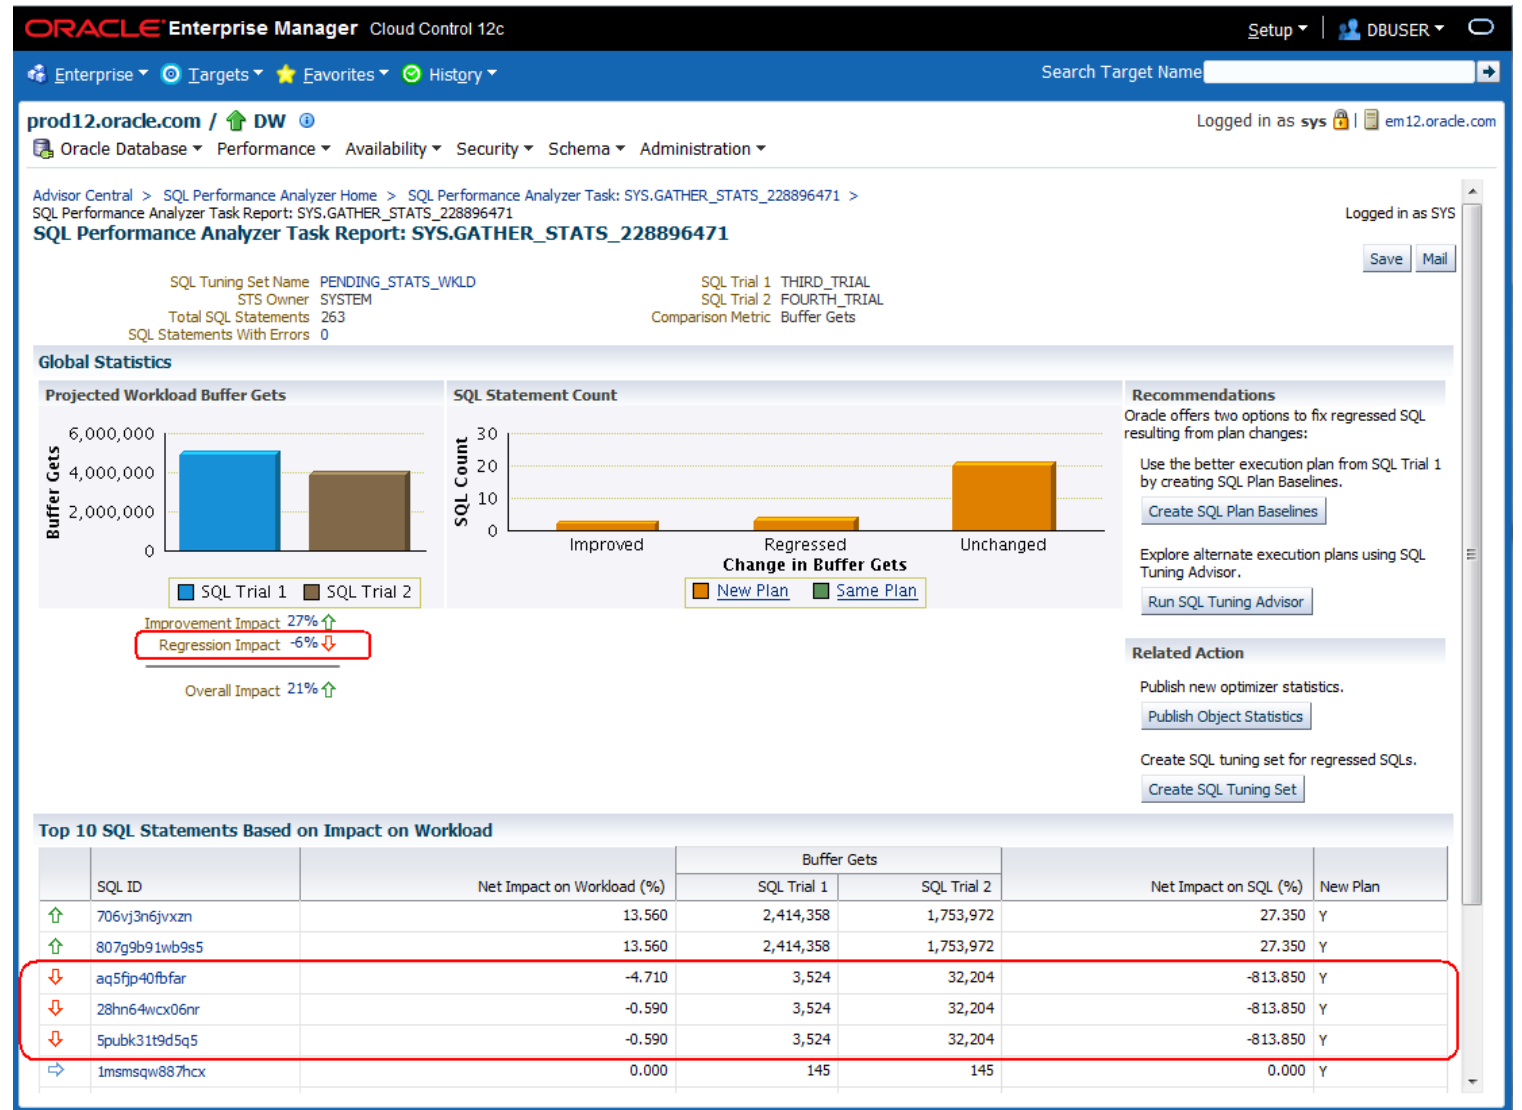 ORACLE Enterprise Manager Cloud Control 12c
Setup DBUSER
Enterprise Targets Favorites History Search Target Name
prod12.oracle.com / DW
Logged in as sys em12.oracle.com
Oracle Database Performance Availability Security Schema Administration
Advisor Central > SQL Performance Analyzer Home > SQL Performance Analyzer Task: SYS.GATHER_STATS_228896471 >
SQL Performance Analyzer Task Report: SYS.GATHER_STATS_228896471
Logged in as SYS
SQL Performance Analyzer Task Report: SYS.GATHER_STATS_228896471
Save Mail
SQL Tuning Set Name PENDING_STATS_WKLD
STS Owner SYSTEM
Total SQL Statements 263
SQL Statements With Errors 0
SQL Trial 1 THIRD_TRIAL
SQL Trial 2 FOURTH_TRIAL
Comparison Metric Buffer Gets
Global Statistics
Projected Workload Buffer Gets
Buffer Gets
6,000,000
4,000,000
2,000,000
0
SQL Trial 1 SQL Trial 2
Improvement Impact 27%
Regression Impact -6%
Overall Impact 21%
SQL Statement Count
SQL Count
30
20
10
0
Improved Regressed Unchanged
Change in Buffer Gets
New Plan Same Plan
Recommendations
Oracle offers two options to fix regressed SQL
resulting from plan changes:
Use the better execution plan from SQL Trial 1
by creating SQL Plan Baselines.
Create SQL Plan Baselines
Explore alternate execution plans using SQL
Tuning Advisor.
Run SQL Tuning Advisor
Related Action
Publish new optimizer statistics.
Publish Object Statistics
Create SQL tuning set for regressed SQLs.
Create SQL Tuning Set
Top 10 SQL Statements Based on Impact on Workload
Buffer Gets
SQL ID Net Impact on Workload (%) SQL Trial 1 SQL Trial 2 Net Impact on SQL (%) New Plan
706vj3n6jvxzn 13.560 2,414,358 1,753,972 27.350 Y
807g9b91wb9s5 13.560 2,414,358 1,753,972 27.350 Y
aq5fjp40fbfar -4.710 3,524 32,204 -813.850 Y
28hn64wcx06nr -0.590 3,524 32,204 -813.850 Y
5pubk31t9d5q5 -0.590 3,524 32,204 -813.850 Y
1msmsqw887hcx 0.000 145 145 0.000 Y